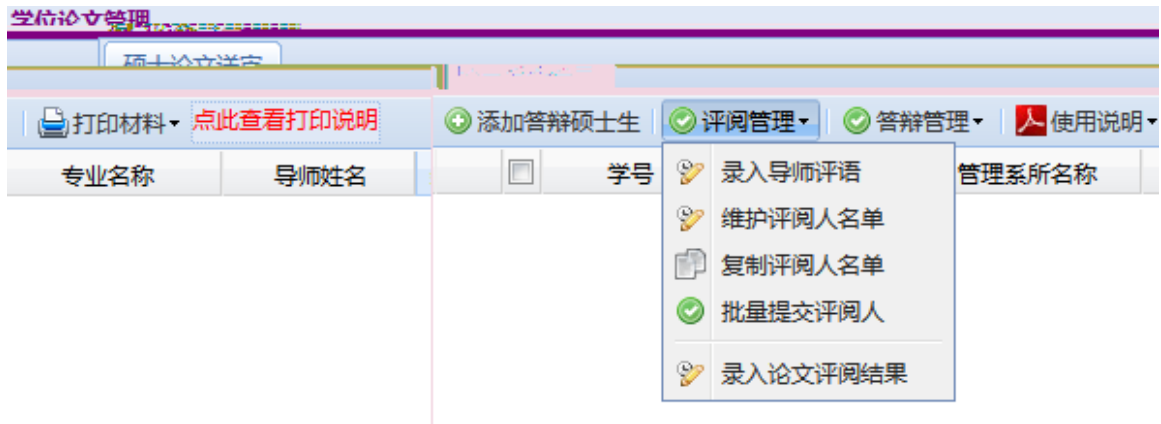 学位论文管理
硕士论文送审
打印材料 点此查看打印说明 添加答辩硕士生 评阅管理 答辩管理 使用说明
专业名称 导师姓名 学号 管理系所名称
录入导师评语
维护评阅人名单
复制评阅人名单
批量提交评阅人
录入论文评阅结果